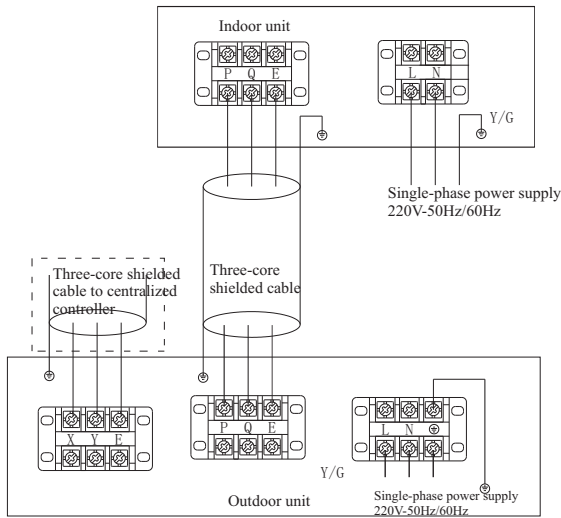 Indoor unit
P Q E
L N
Y/G
Single-phase power supply
220V-50Hz/60Hz
Three-core shielded
cable to centralized
controller
Three-core
shielded cable
X Y E
P Q E
L N
Y/G
Outdoor unit
Single-phase power supply
220V-50Hz/60Hz